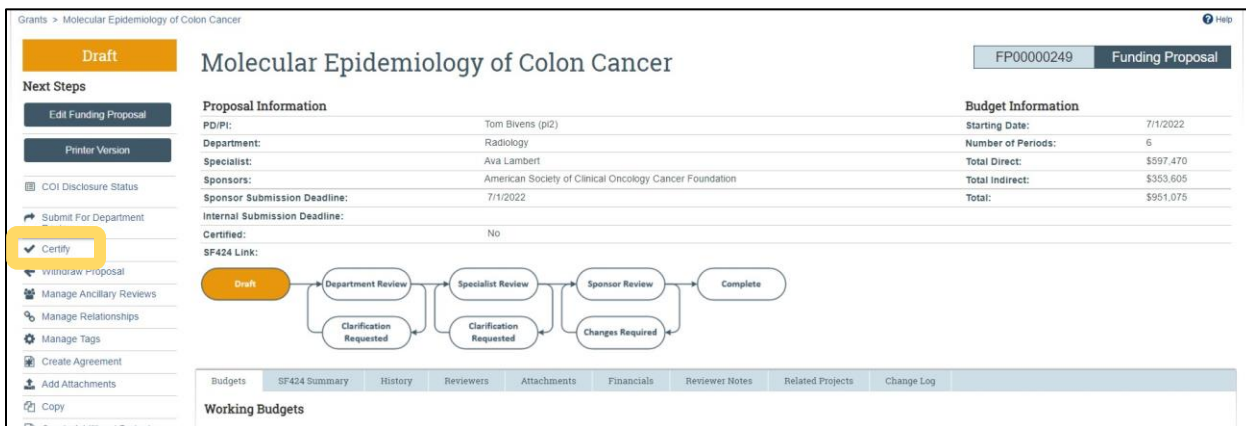 Grants > Molecular Epidemiology of Colon Cancer
Help
Draft
Next Steps
Edit Funding Proposal
Printer Version
COI Disclosure Status
Submit For Department
Certify
Withdraw Proposal
Manage Ancillary Reviews
Manage Relationships
Manage Tags
Create Agreement
Add Attachments
Copy
Molecular Epidemiology of Colon Cancer
FP00000249 Funding Proposal
Proposal Information
PD/PI: Tom Bivens (pi2)
Department: Radiology
Specialist: Ava Lambert
Sponsors: American Society of Clinical Oncology Cancer Foundation
Sponsor Submission Deadline: 7/1/2022
Internal Submission Deadline:
Certified: No
SF424 Link:
Budget Information
Starting Date: 7/1/2022
Number of Periods: 6
Total Direct: $597,470
Total Indirect: $353,605
Total: $951,075
Draft Department Review Specialist Review Sponsor Review Complete
Clarification Requested
Clarification Requested
Changes Required
Budgets SF424 Summary History Reviewers Attachments Financials Reviewer Notes Related Projects Change Log
Working Budgets